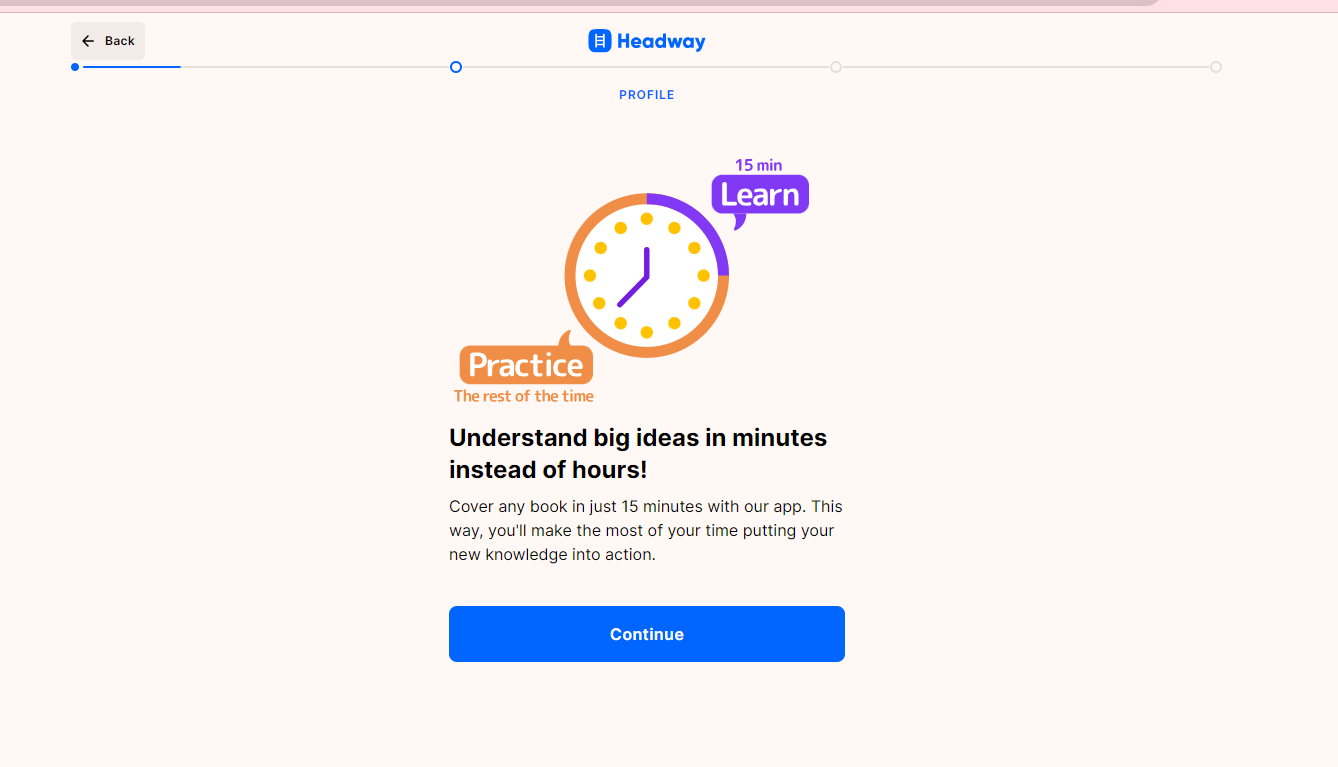 Back
Headway
PROFILE
15 min
Learn
Practice
The rest of the time
Understand big ideas in minutes
instead of hours!
Cover any book in just 15 minutes with our app. This
way, you'll make the most of your time putting your
new knowledge into action.
Continue